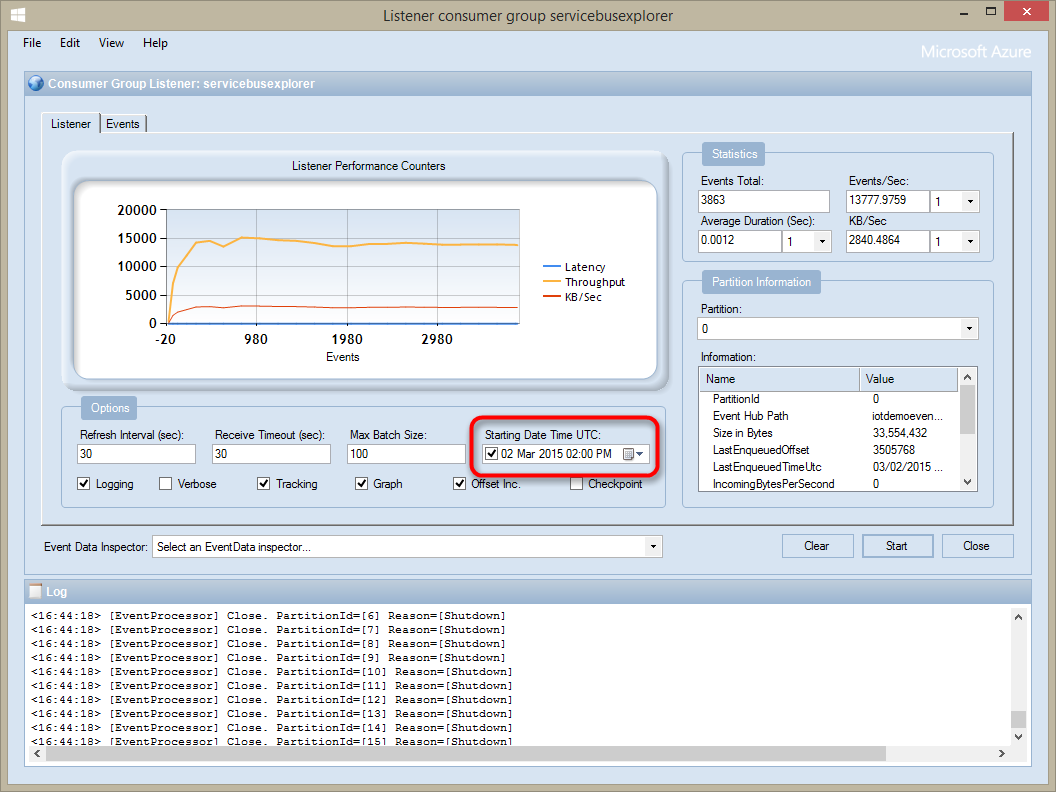 Listener consumer group servicebusexplorer
File Edit View Help
Microsoft Azure
Consumer Group Listener: servicebusexplorer
Listener Events
Listener Performance Counters
20000
15000
10000
5000
0
-20 980 1980 2980
Events
Latency
Throughput
KB/Sec
Statistics
Events Total: Events/Sec:
3863 13777.9759 1
Average Duration (Sec): KB/Sec
0.0012 1 2840.4864 1
Partition Information
Partition:
0
Information:
Name Value
PartitionId 0
Event Hub Path iotdemoeven...
Size in Bytes 33,554,432
LastEnqueuedOffset 3505768
LastEnqueuedTimeUtc 03/02/2015 ...
IncomingBytesPerSecond 0
Options
Refresh Interval (sec): Receive Timeout (sec): Max Batch Size: Starting Date Time UTC:
30 30 100 02 Mar 2015 02:00 PM
Logging Verbose Tracking Graph Offset Inc. Checkpoint
Event Data Inspector: Select an EventData inspector... Clear Start Close
Log
<16:44:18> [EventProcessor] Close. PartitionId=[6] Reason=[Shutdown]
<16:44:18> [EventProcessor] Close. PartitionId=[7] Reason=[Shutdown]
<16:44:18> [EventProcessor] Close. PartitionId=[8] Reason=[Shutdown]
<16:44:18> [EventProcessor] Close. PartitionId=[9] Reason=[Shutdown]
<16:44:18> [EventProcessor] Close. PartitionId=[10] Reason=[Shutdown]
<16:44:18> [EventProcessor] Close. PartitionId=[11] Reason=[Shutdown]
<16:44:18> [EventProcessor] Close. PartitionId=[12] Reason=[Shutdown]
<16:44:18> [EventProcessor] Close. PartitionId=[13] Reason=[Shutdown]
<16:44:18> [EventProcessor] Close. PartitionId=[14] Reason=[Shutdown]
<16:44:18> [EventProcessor] Close. PartitionId=[15] Reason=[Shutdown]